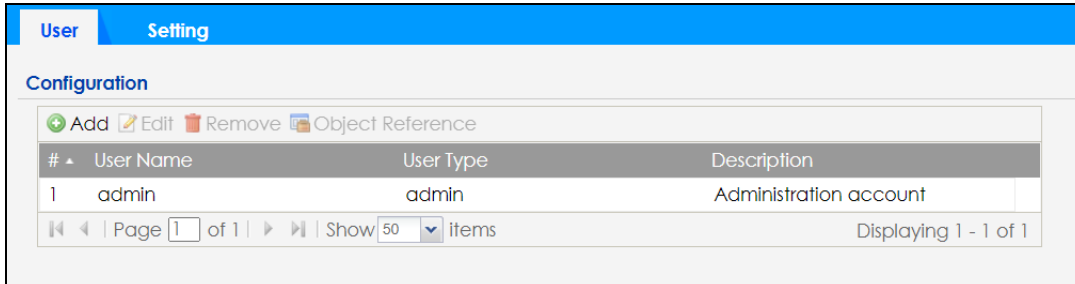 User Setting
Configuration
Add Edit Remove Object Reference
# User Name User Type Description
1 admin admin Administration account
Page 1 of 1 Show 50 items Displaying 1 - 1 of 1